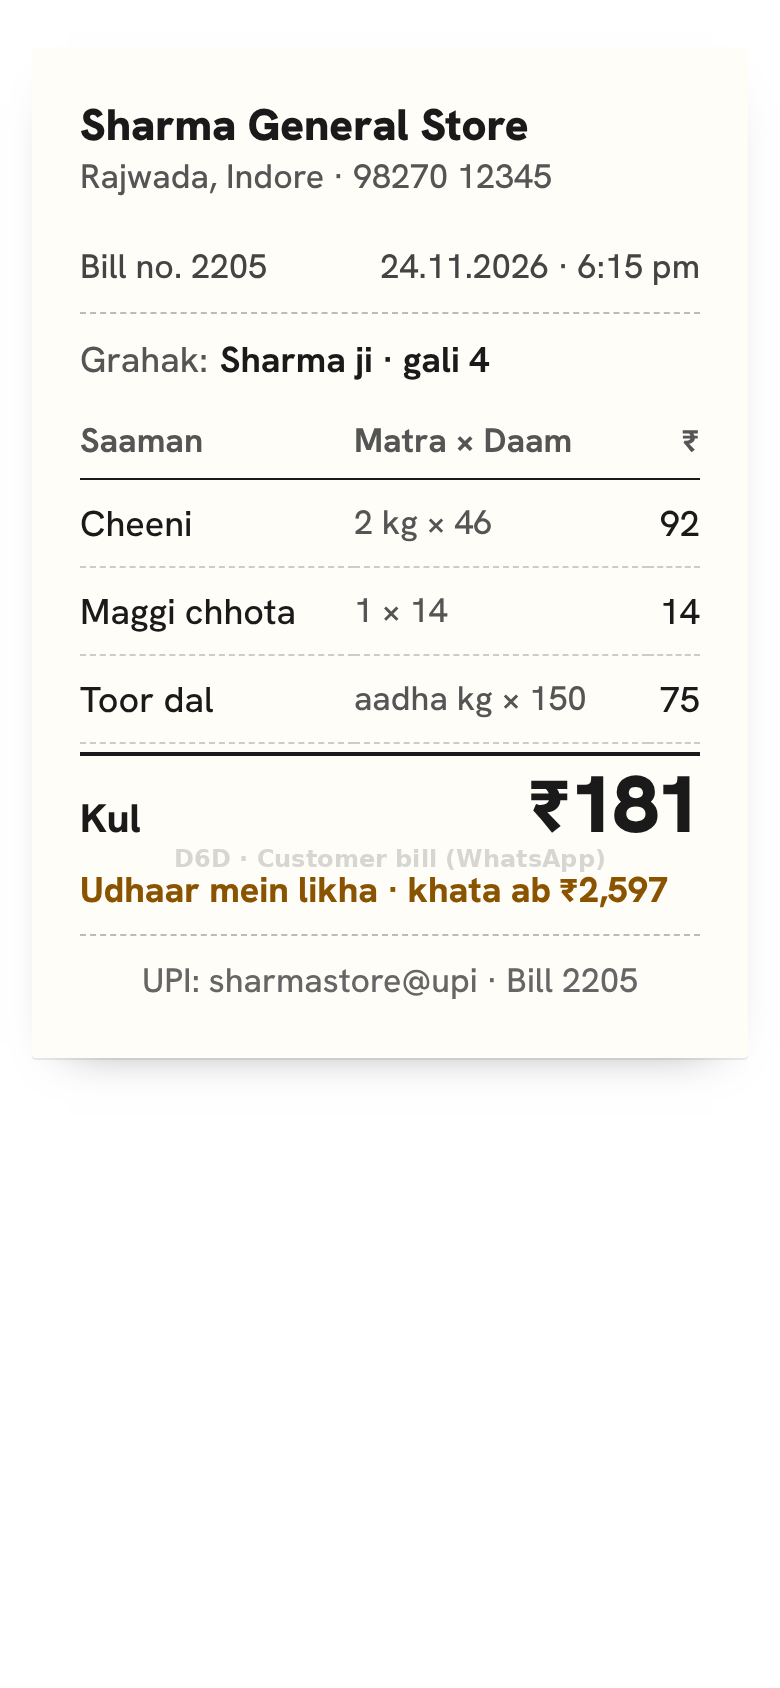 Sharma General Store
Rajwada, Indore · 98270 12345
Bill no. 2205 24.11.2026 · 6:15 pm
Grahak: Sharma ji · gali 4
Saaman Matra × Daam ₹
Cheeni 2 kg × 46 92
Maggi chhota 1 × 14 14
Toor dal aadha kg × 150 75
Kul ₹181
D6D · Customer bill (WhatsApp)
Udhaar mein likha · khata ab ₹2,597
UPI: sharmastore@upi · Bill 2205